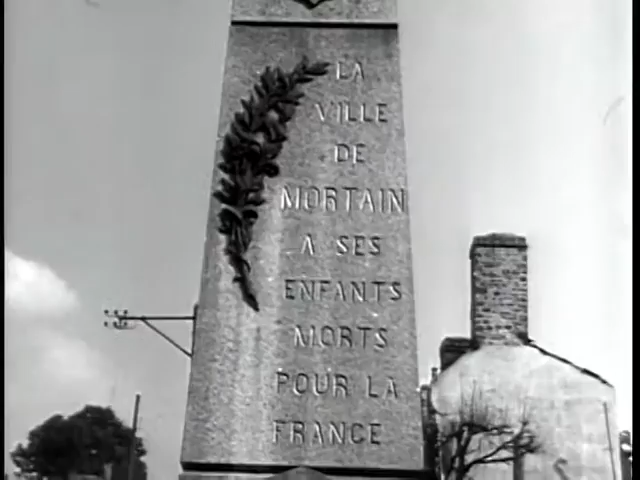 LA
VILLE
DE
MORTAIN
A SES
ENFANTS
MORTS
POUR LA
FRANCE